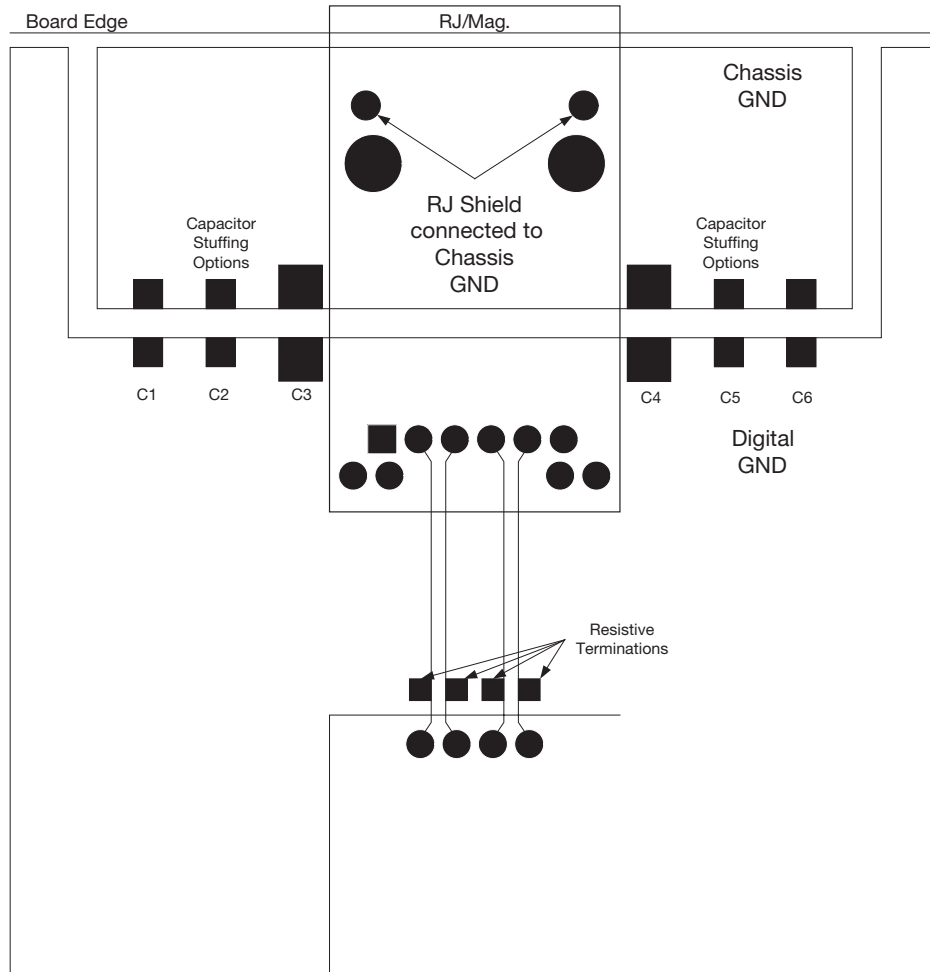 Board Edge
RJ/Mag.
Chassis
GND
RJ Shield
connected to
Chassis
GND
Capacitor
Stuffing
Options
Capacitor
Stuffing
Options
C1
C2
C3
C4
C5
C6
Digital
GND
Resistive
Terminations